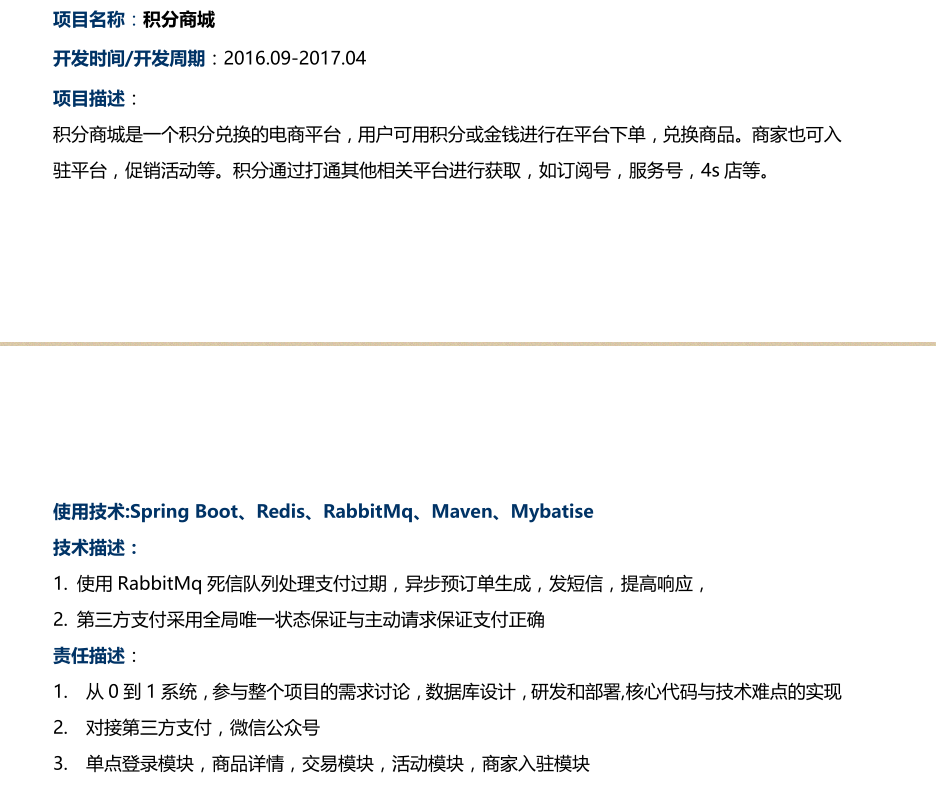 项目名称：积分商城
开发时间/开发周期：2016.09-2017.04
项目描述：
积分商城是一个积分兑换的电商平台，用户可用积分或金钱进行在平台下单，兑换商品。商家也可入
驻平台，促销活动等。积分通过打通其他相关平台进行获取，如订阅号，服务号，4s 店等。
使用技术:Spring Boot、Redis、RabbitMq、Maven、Mybatise
技术描述：
1. 使用 RabbitMq 死信队列处理支付过期，异步预订单生成，发短信，提高响应，
2. 第三方支付采用全局唯一状态保证与主动请求保证支付正确
责任描述：
1. 从 0 到 1 系统，参与整个项目的需求讨论，数据库设计，研发和部署,核心代码与技术难点的实现
2. 对接第三方支付，微信公众号
3. 单点登录模块，商品详情，交易模块，活动模块，商家入驻模块